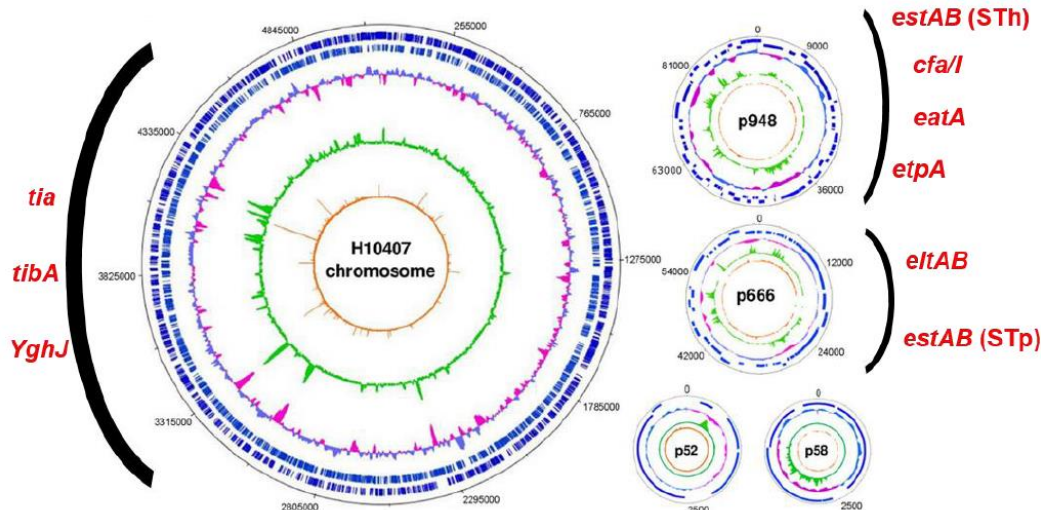 tia
tibA
YghJ
4845000
255000
4335000
765000
3825000
1275000
3315000
1785000
2805000
2295000
H10407
chromosome
0
81000
9000
63000
36000
p948
estAB (STh)
cfa/I
eatA
etpA
0
54000
12000
42000
24000
p666
eltAB
estAB (STp)
0
p52
0
p58
2500